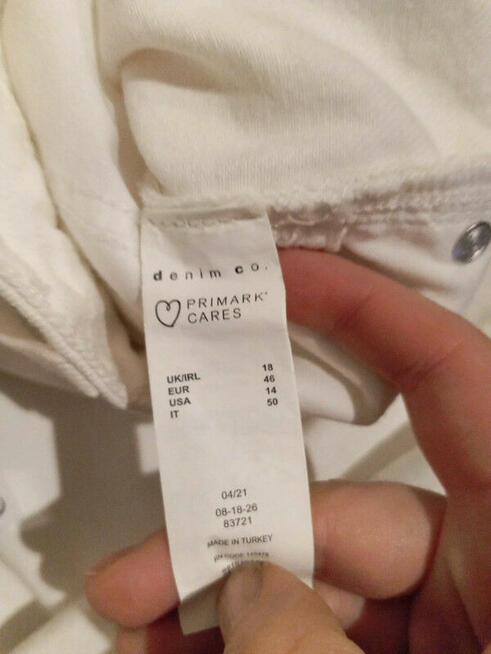 denim co.
PRIMARK®
CARES
UK/IRL 18
EUR 46
USA 14
IT 50
04/21
08-18-26
83721
MADE IN TURKEY